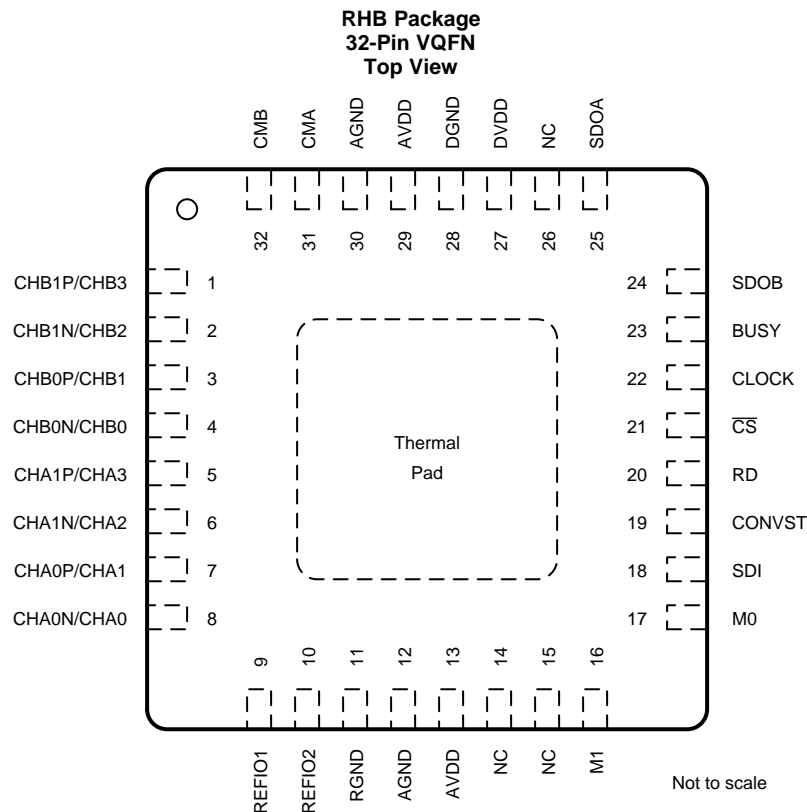 RHB Package
32-Pin VQFN
Top View
CMB
CMA
AGND
AVDD
DGND
DVDD
NC
SDOA
32
31
30
29
28
27
26
25
CHB1P/CHB3 1
CHB1N/CHB2 2
CHB0P/CHB1 3
CHB0N/CHB0 4
CHA1P/CHA3 5
CHA1N/CHA2 6
CHA0P/CHA1 7
CHA0N/CHA0 8
Thermal
Pad
24 SDOB
23 BUSY
22 CLOCK
21 C̅S̅
20 RD
19 CONVST
18 SDI
17 M0
9
10
11
12
13
14
15
16
REFIO1
REFIO2
RGND
AGND
AVDD
NC
NC
M1
Not to scale